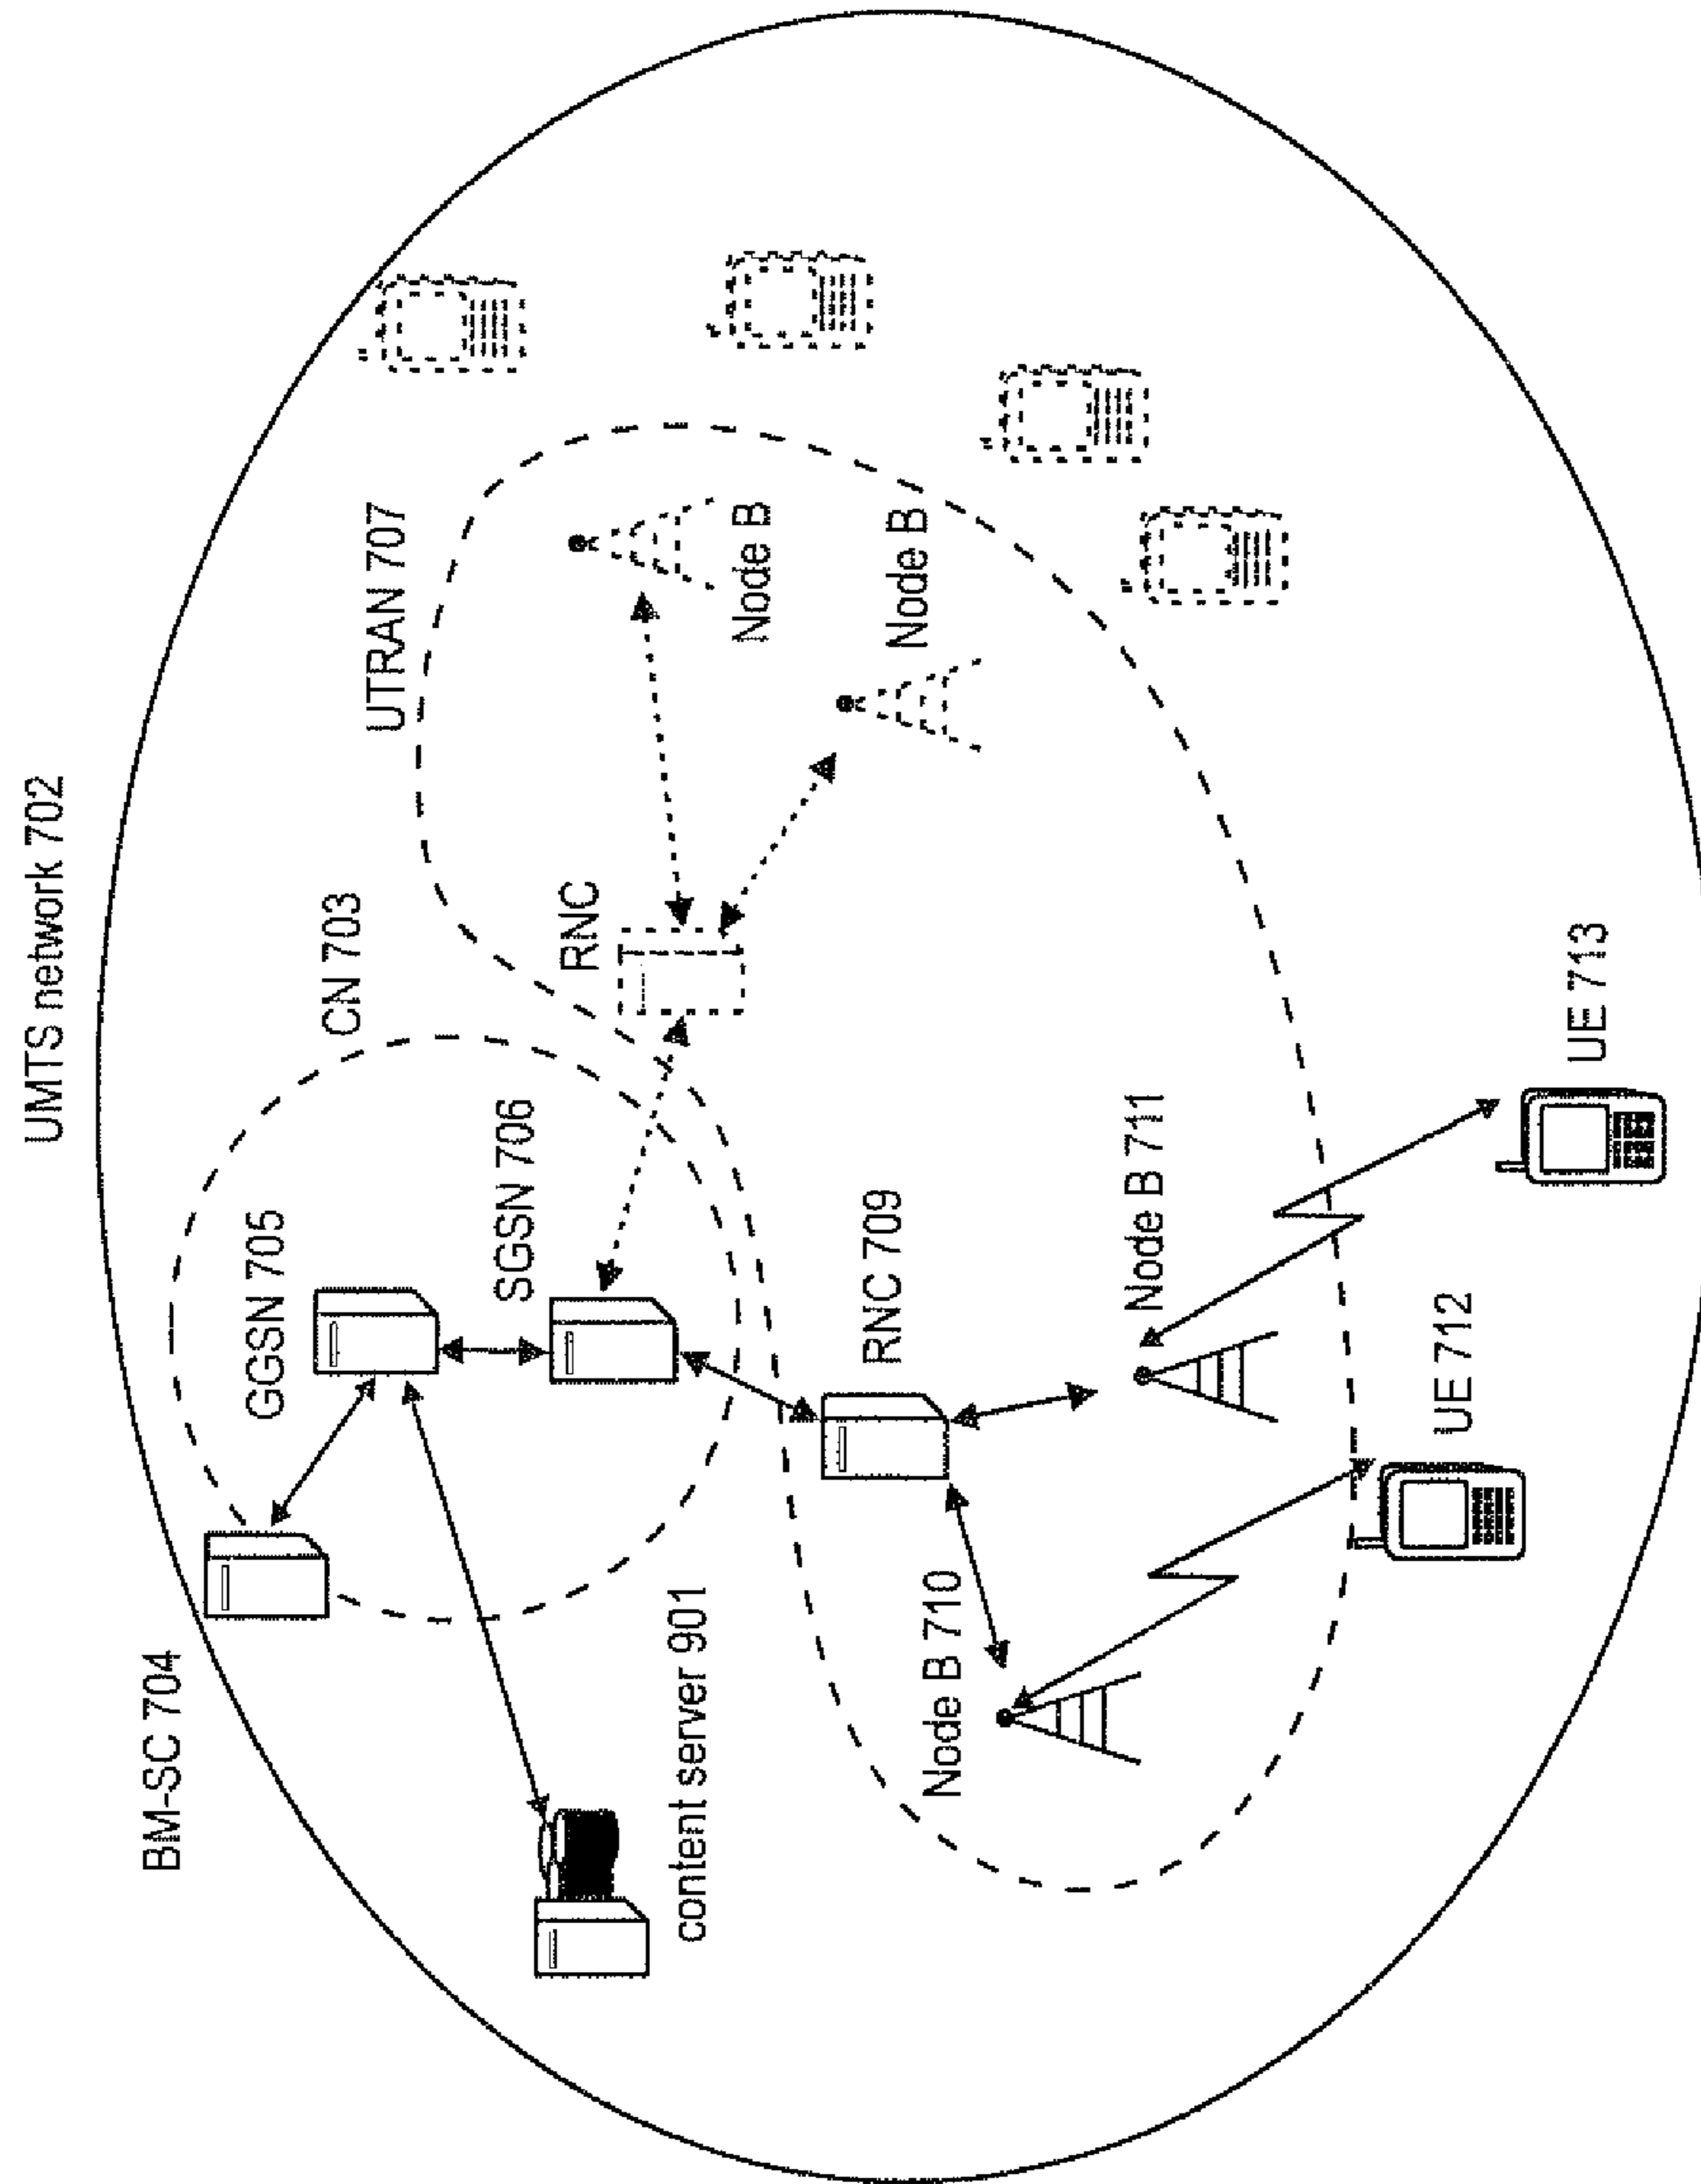 UMTS network 702
BM-SC 704
GGSN 705
CN 703
UTRAN 707
SGSN 706
RNC
content server 901
Node B
Node B
RNC 709
Node B 710
Node B 711
UE 712
UE 713